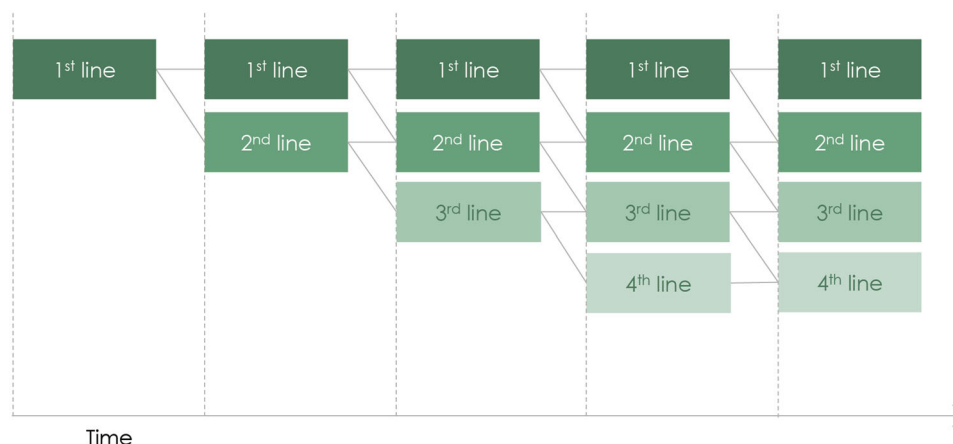 1st line 1st line 1st line 1st line 1st line
2nd line 2nd line 2nd line 2nd line
3rd line 3rd line 3rd line
4th line 4th line
Time